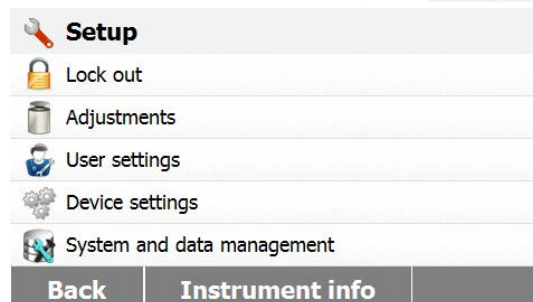 Setup
Lock out
Adjustments
User settings
Device settings
System and data management
Back Instrument info